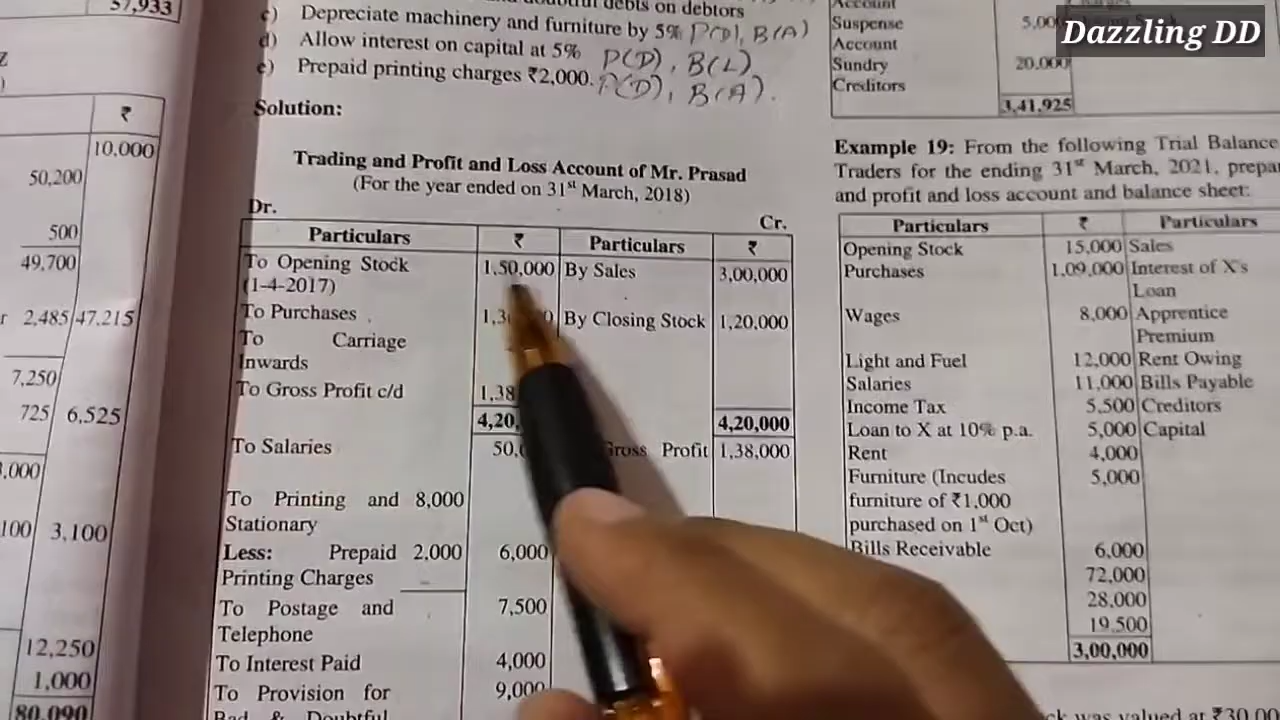 57,933
₹
10,000
50,200
500
49,700
2,485 47,215
7,250
725 6,525
3,100
12,250
1,000
80,090
debts on debtors
c) Depreciate machinery and furniture by 5% P(D), B(A)
d) Allow interest on capital at 5% P(D), B(L)
e) Prepaid printing charges ₹2,000. P(D), B(A).
Solution:
Trading and Profit and Loss Account of Mr. Prasad
(For the year ended on 31st March, 2018)
Dr. Cr.
Particulars ₹ Particulars ₹
To Opening Stock 1,50,000 By Sales 3,00,000
(1-4-2017)
To Purchases By Closing Stock 1,20,000
To Carriage
Inwards
To Gross Profit c/d
4,20,000
To Salaries Gross Profit 1,38,000
To Printing and 8,000
Stationary
Less: Prepaid 2,000 6,000
Printing Charges
To Postage and 7,500
Telephone
To Interest Paid 4,000
To Provision for 9,000
Bad & Doubtful
Dazzling DD
Account
Suspense
Account
Sundry 20,000
Creditors
3,41,925
Example 19: From the following Trial Balance
Traders for the ending 31st March, 2021,
and profit and loss account and balance sheet:
Particulars ₹ Particulars
Opening Stock 15,000 Sales
Purchases 1,09,000 Interest of X's
Loan
Wages 8,000 Apprentice
Premium
Light and Fuel 12,000 Rent Owing
Salaries 11,000 Bills Payable
Income Tax 5,500 Creditors
Loan to X at 10% p.a. 5,000 Capital
Rent 4,000
Furniture (Incudes 5,000
furniture of ₹1,000
purchased on 1st Oct)
Bills Receivable 6,000
72,000
28,000
19,500
3,00,000
was valued at